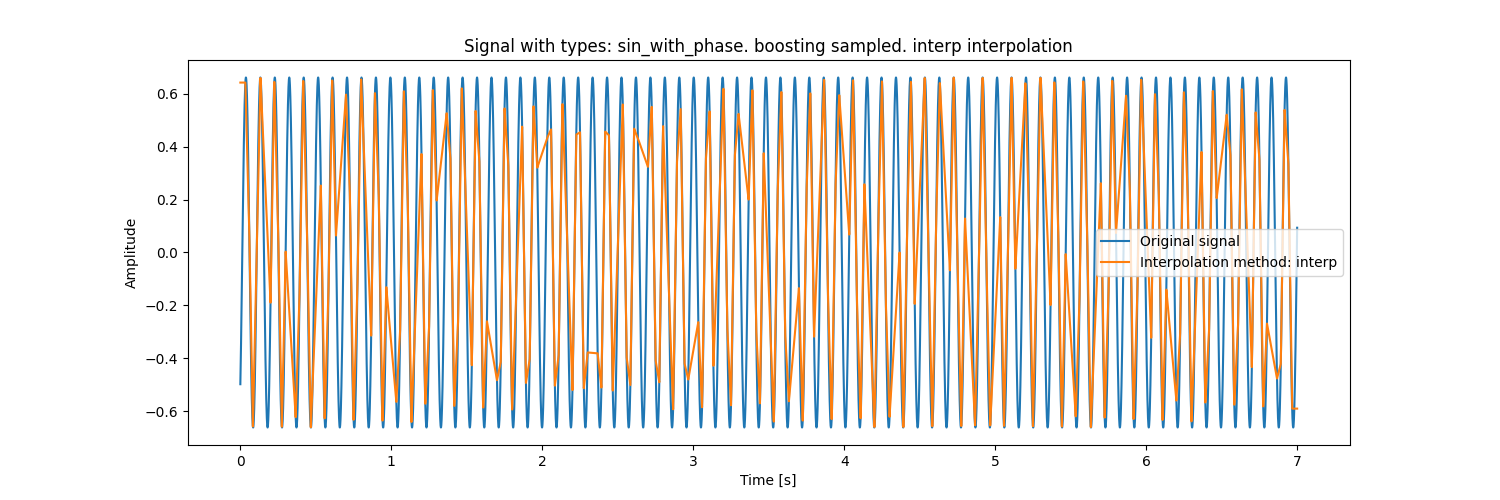 Signal with types: sin_with_phase. boosting sampled. interp interpolation
Amplitude
0.6
0.4
0.2
0.0
−0.2
−0.4
−0.6
Original signal
Interpolation method: interp
0 1 2 3 4 5 6 7
Time [s]